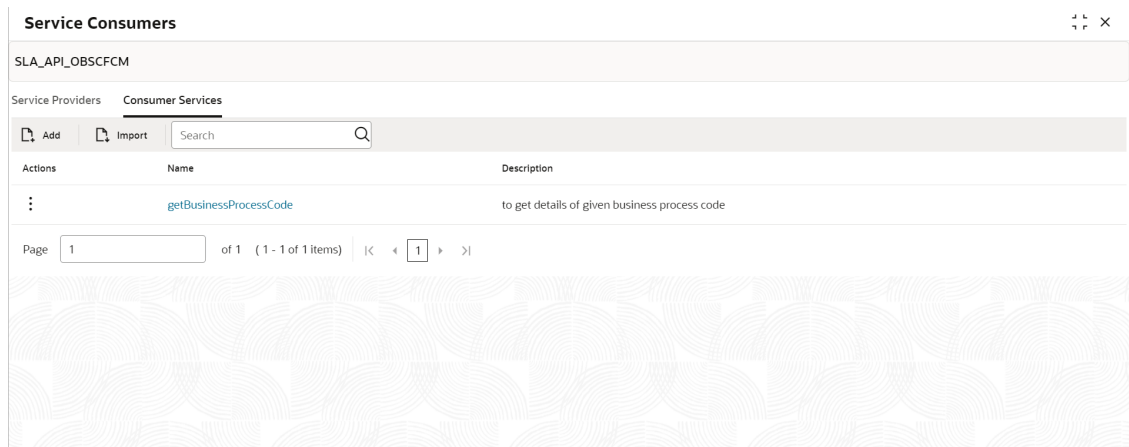 Service Consumers
SLA_API_OBSCFCM
Service Providers Consumer Services
Add Import Search
Actions Name Description
getBusinessProcessCode to get details of given business process code
Page 1 of 1 ( 1 - 1 of 1 items) 1